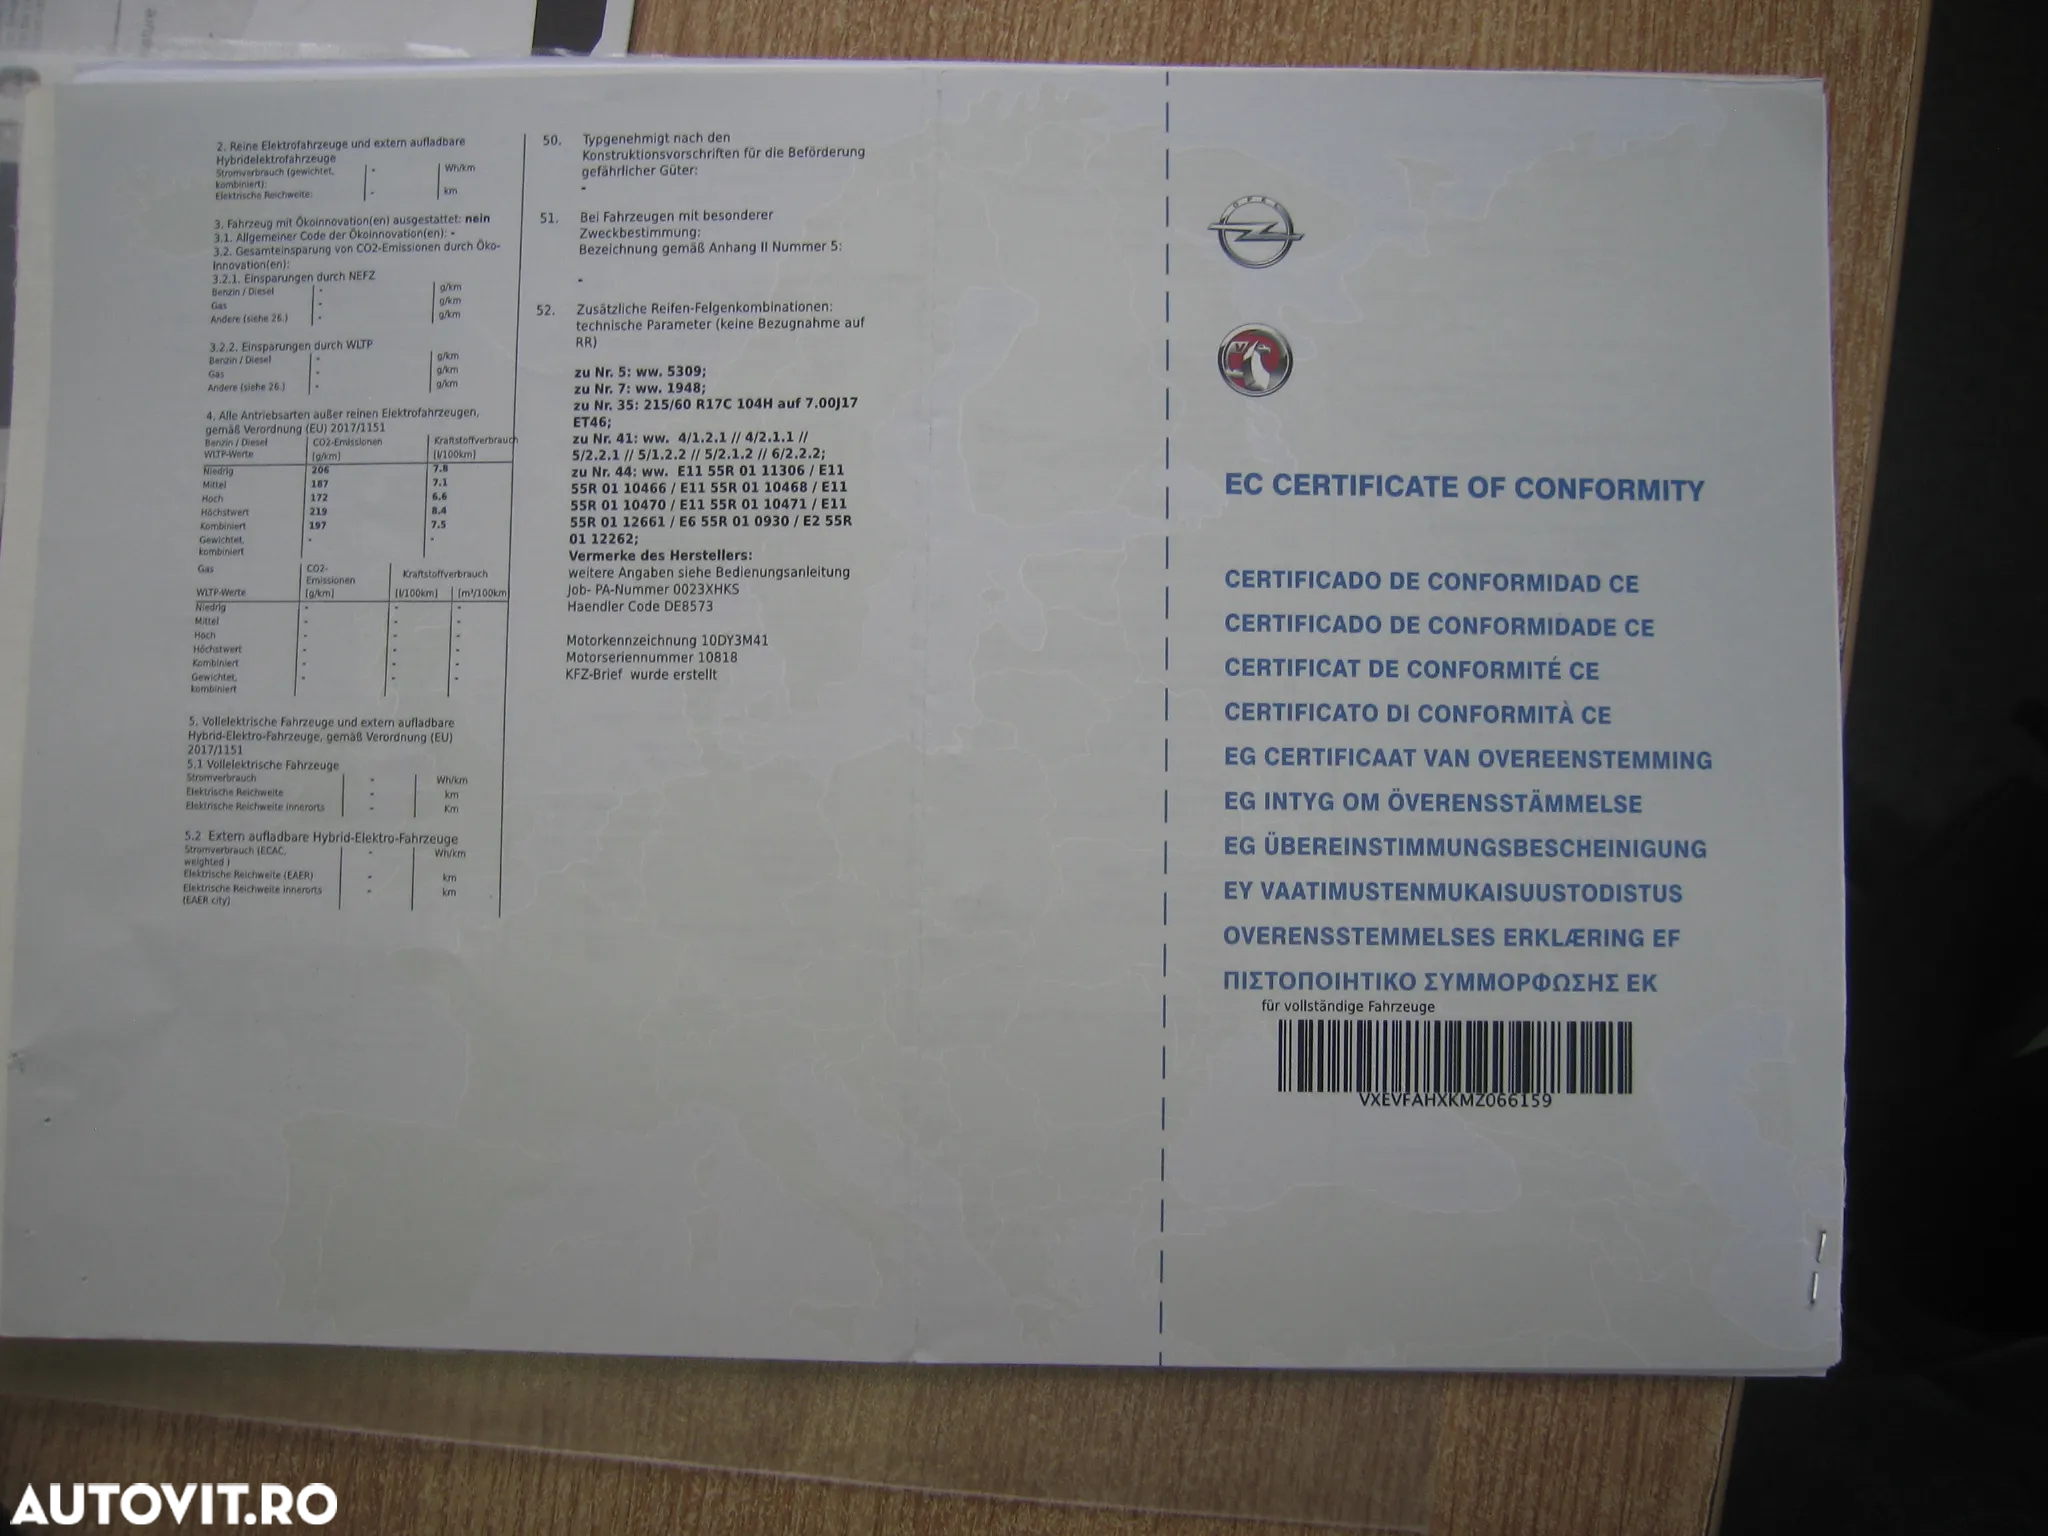 2. Reine Elektrofahrzeuge und extern aufladbare
Hybridelektrofahrzeuge
Stromverbrauch (gewichtet, - Wh/km
kombiniert):
Elektrische Reichweite: - km
3. Fahrzeug mit Ökoinnovation(en) ausgestattet: nein
3.1. Allgemeiner Code der Ökoinnovation(en): -
3.2. Gesamteinsparung von CO2-Emissionen durch Öko-
Innovation(en):
3.2.1. Einsparungen durch NEFZ
Benzin / Diesel - g/km
Gas - g/km
Andere (siehe 26.) - g/km
3.2.2. Einsparungen durch WLTP
Benzin / Diesel - g/km
Gas - g/km
Andere (siehe 26.) - g/km
4. Alle Antriebsarten außer reinen Elektrofahrzeugen,
gemäß Verordnung (EU) 2017/1151
Benzin / Diesel CO2-Emissionen Kraftstoffverbrauch
WLTP-Werte [g/km] [l/100km]
Niedrig 206 7.8
Mittel 187 7.1
Hoch 172 6.6
Höchstwert 219 8.4
Kombiniert 197 7.5
Gewichtet, - -
kombiniert
Gas CO2- Kraftstoffverbrauch
Emissionen
WLTP-Werte [g/km] [l/100km] [m³/100km]
Niedrig - - -
Mittel - - -
Hoch - - -
Höchstwert - - -
Kombiniert - - -
Gewichtet, - - -
kombiniert
5. Vollelektrische Fahrzeuge und extern aufladbare
Hybrid-Elektro-Fahrzeuge, gemäß Verordnung (EU)
2017/1151
5.1 Vollelektrische Fahrzeuge
Stromverbrauch - Wh/km
Elektrische Reichweite - km
Elektrische Reichweite innerorts - Km
5.2 Extern aufladbare Hybrid-Elektro-Fahrzeuge
Stromverbrauch (ECAC, - Wh/km
weighted )
Elektrische Reichweite (EAER) - km
Elektrische Reichweite innerorts - km
(EAER city)
50. Typgenehmigt nach den
Konstruktionsvorschriften für die Beförderung
gefährlicher Güter:
-
51. Bei Fahrzeugen mit besonderer
Zweckbestimmung:
Bezeichnung gemäß Anhang II Nummer 5:
-
52. Zusätzliche Reifen-Felgenkombinationen:
technische Parameter (keine Bezugnahme auf
RR)
zu Nr. 5: ww. 5309;
zu Nr. 7: ww. 1948;
zu Nr. 35: 215/60 R17C 104H auf 7.00J17
ET46;
zu Nr. 41: ww. 4/1.2.1 // 4/2.1.1 //
5/2.2.1 // 5/1.2.2 // 5/2.1.2 // 6/2.2.2;
zu Nr. 44: ww. E11 55R 01 11306 / E11
55R 01 10466 / E11 55R 01 10468 / E11
55R 01 10470 / E11 55R 01 10471 / E11
55R 01 12661 / E6 55R 01 0930 / E2 55R
01 12262;
Vermerke des Herstellers:
weitere Angaben siehe Bedienungsanleitung
Job- PA-Nummer 0023XHKS
Haendler Code DE8573
Motorkennzeichnung 10DY3M41
Motorseriennummer 10818
KFZ-Brief wurde erstellt
OPEL
EC CERTIFICATE OF CONFORMITY
CERTIFICADO DE CONFORMIDAD CE
CERTIFICADO DE CONFORMIDADE CE
CERTIFICAT DE CONFORMITÉ CE
CERTIFICATO DI CONFORMITÀ CE
EG CERTIFICAAT VAN OVEREENSTEMMING
EG INTYG OM ÖVERENSSTÄMMELSE
EG ÜBEREINSTIMMUNGSBESCHEINIGUNG
EY VAATIMUSTENMUKAISUUSTODISTUS
OVERENSSTEMMELSES ERKLÆRING EF
ΠΙΣΤΟΠΟΙΗΤΙΚΟ ΣΥΜΜΟΡΦΩΣΗΣ ΕΚ
für vollständige Fahrzeuge
VXEVFAHXKMZ066159
AUTOVIT.RO